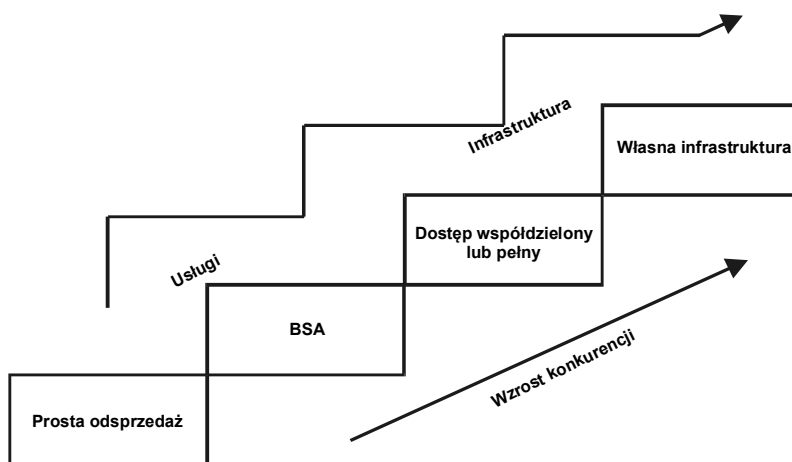 Infrastruktura
Własna infrastruktura
Dostęp współdzielony
lub pełny
Usługi
BSA
Wzrost konkurencji
Prosta odsprzedaż